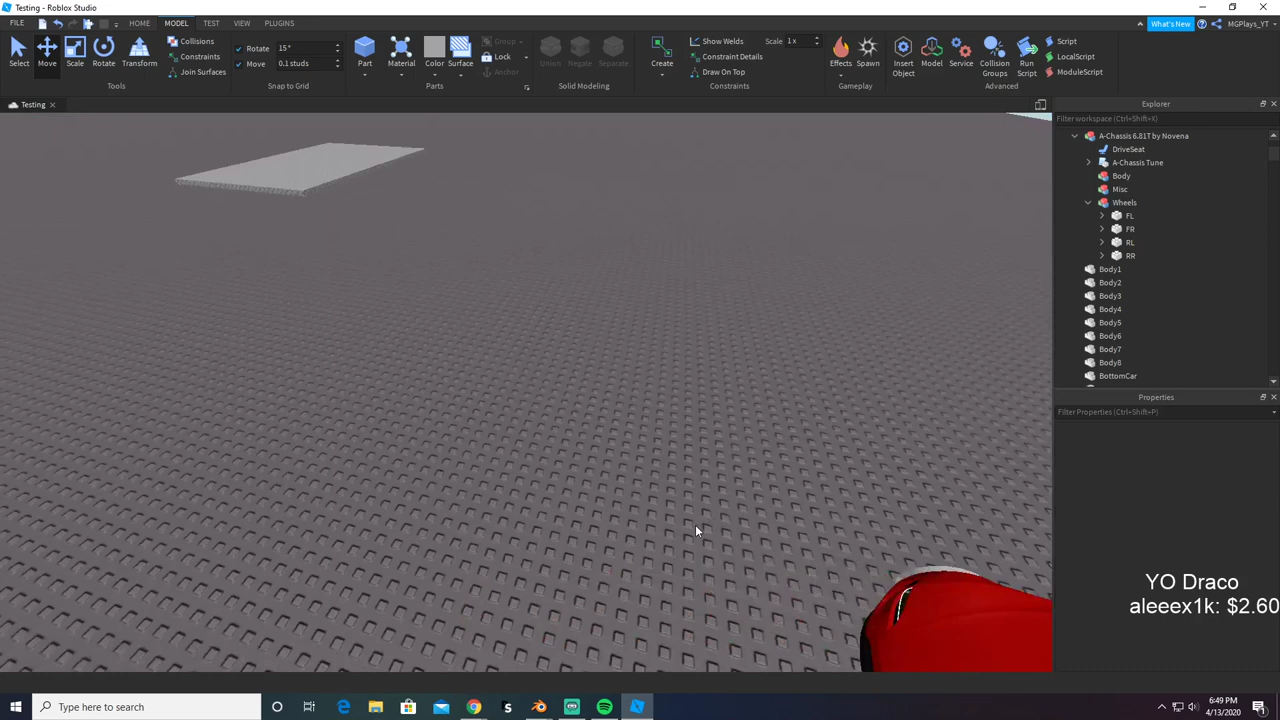 Testing - Roblox Studio
FILE HOME MODEL TEST VIEW PLUGINS What's New MGPlays_YT
Select Move Scale Rotate Transform
Collisions
Constraints
Join Surfaces
Tools
Rotate 15°
Move 0.1 studs
Snap to Grid
Part Material Color Surface
Group
Lock
Anchor
Parts
Union Negate Separate
Solid Modeling
Create
Show Welds Scale 1 x
Constraint Details
Draw On Top
Constraints
Effects Spawn
Gameplay
Insert Object Model Service Collision Groups Run Script
Script
LocalScript
ModuleScript
Advanced
Testing
Explorer
Filter workspace (Ctrl+Shift+X)
A-Chassis 6.81T by Novena
DriveSeat
A-Chassis Tune
Body
Misc
Wheels
FL
FR
RL
RR
Body1
Body2
Body3
Body4
Body5
Body6
Body7
Body8
BottomCar
Properties
Filter Properties (Ctrl+Shift+P)
YO Draco
aleeex1k: $2.60
Type here to search
6:49 PM
4/13/2020